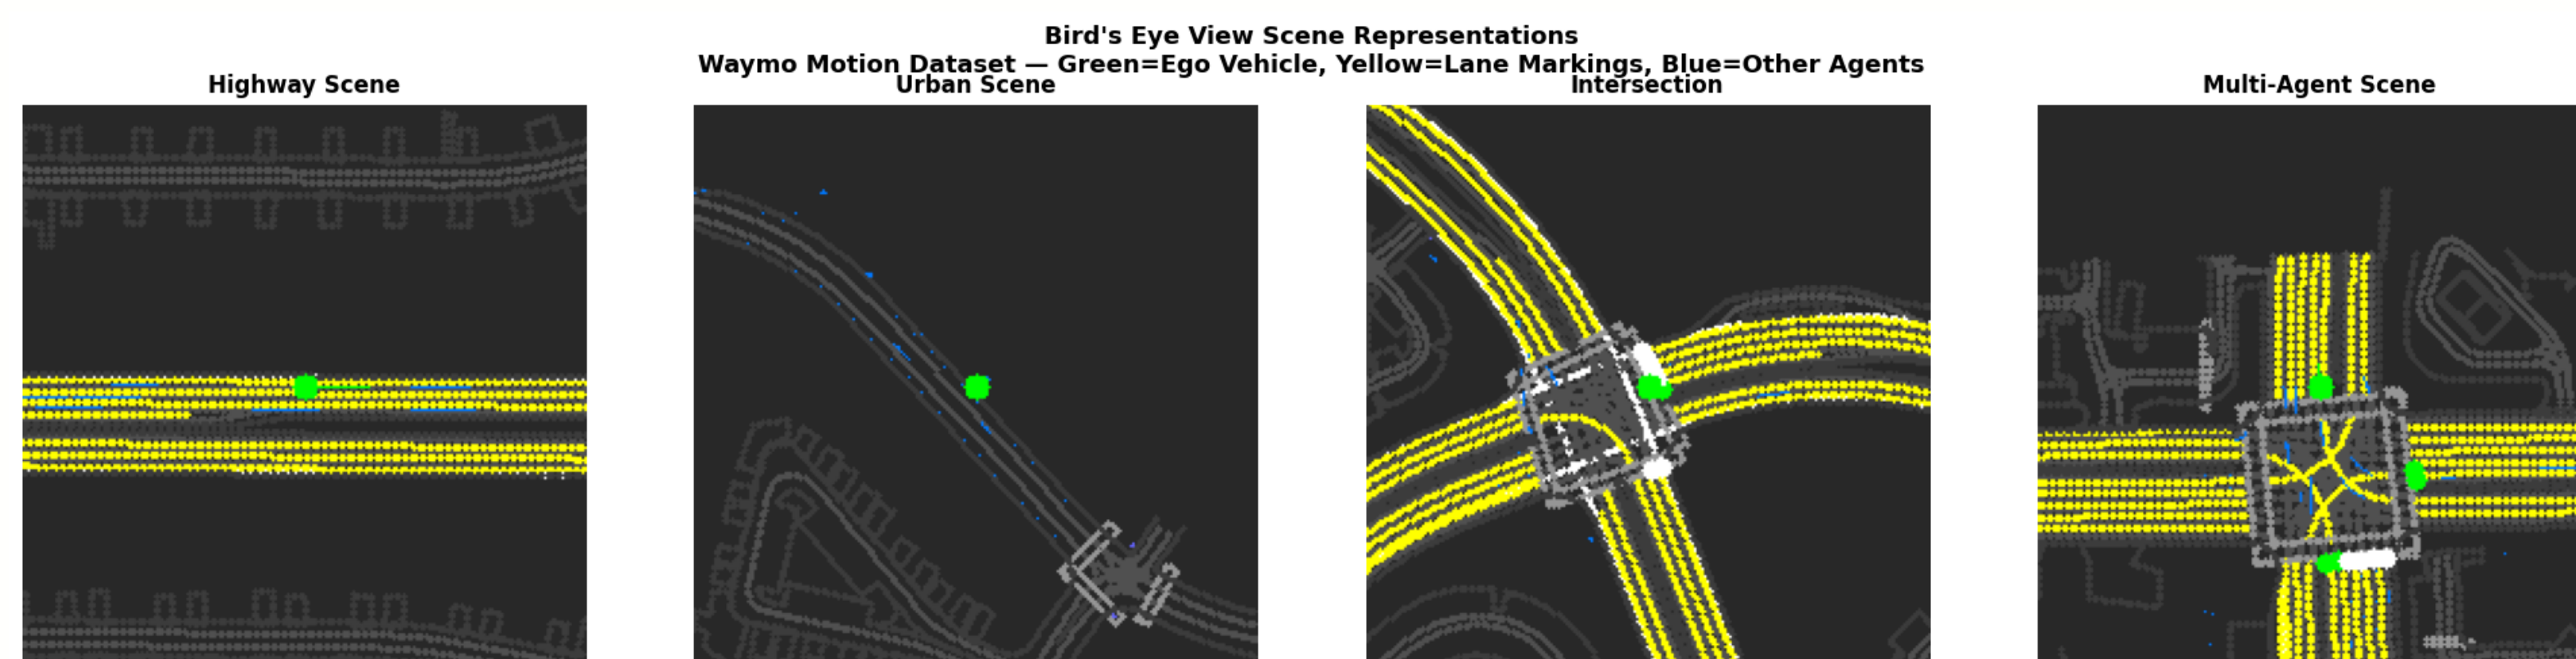 Bird's Eye View Scene Representations
Waymo Motion Dataset — Green=Ego Vehicle, Yellow=Lane Markings, Blue=Other Agents
Highway Scene
Urban Scene
Intersection
Multi-Agent Scene